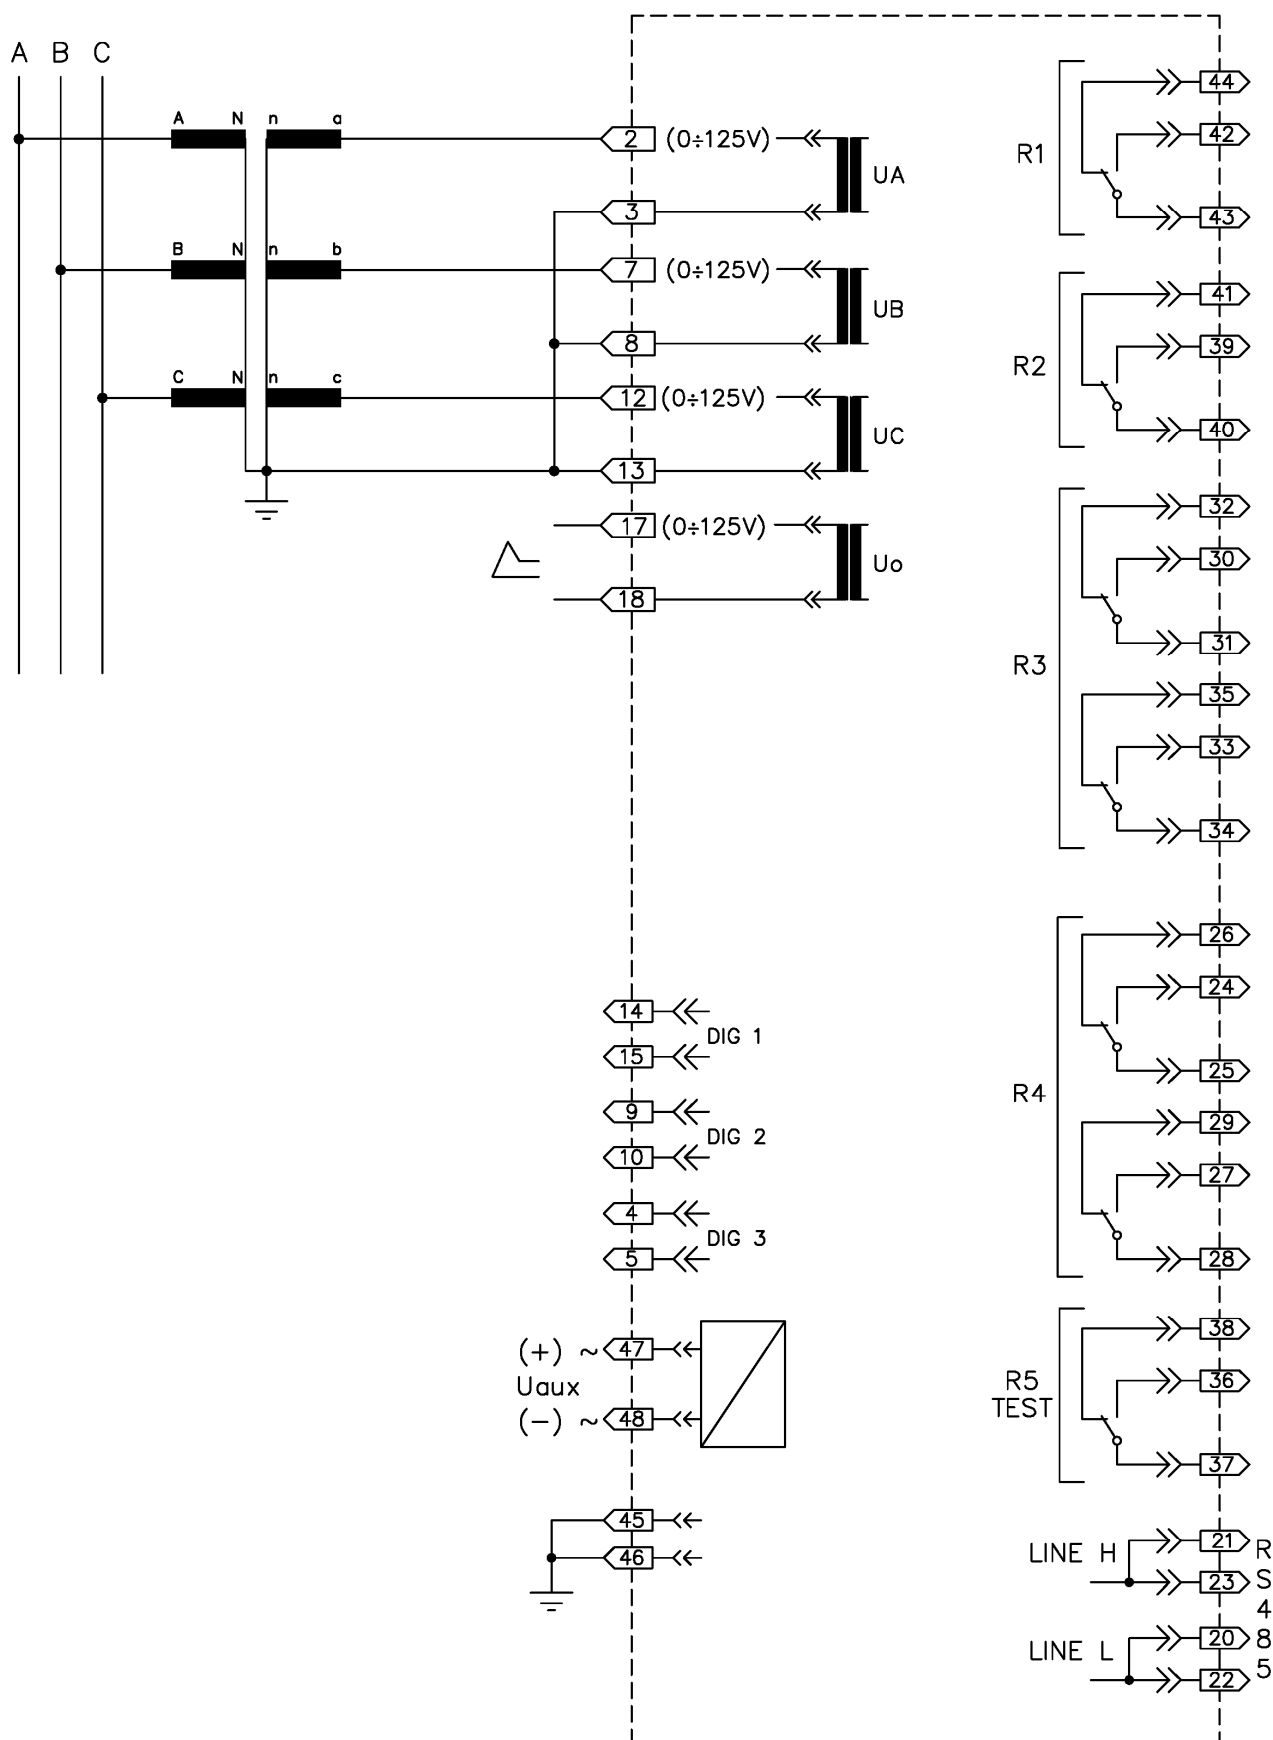 A B C
A N n a
2 (0÷125V)
UA
3
B N n b
7 (0÷125V)
UB
8
C N n c
12 (0÷125V)
UC
13
17 (0÷125V)
Uo
18
14
DIG 1
15
9
DIG 2
10
4
DIG 3
5
(+) ~ 47
Uaux
(-) ~ 48
45
46
44
42
R1
43
41
39
R2
40
32
30
31
R3
35
33
34
26
24
25
R4
29
27
28
38
R5
TEST
36
37
LINE H
21
23
LINE L
20
22
RS485